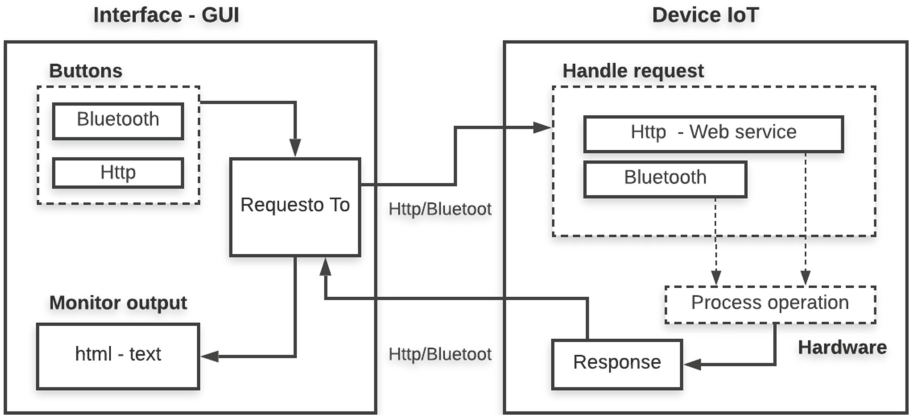 Interface - GUI
Device IoT
Buttons
Bluetooth
Http
Requesto To
Http/Bluetoot
Handle request
Http - Web service
Bluetooth
Process operation
Hardware
Response
Http/Bluetoot
Monitor output
html - text